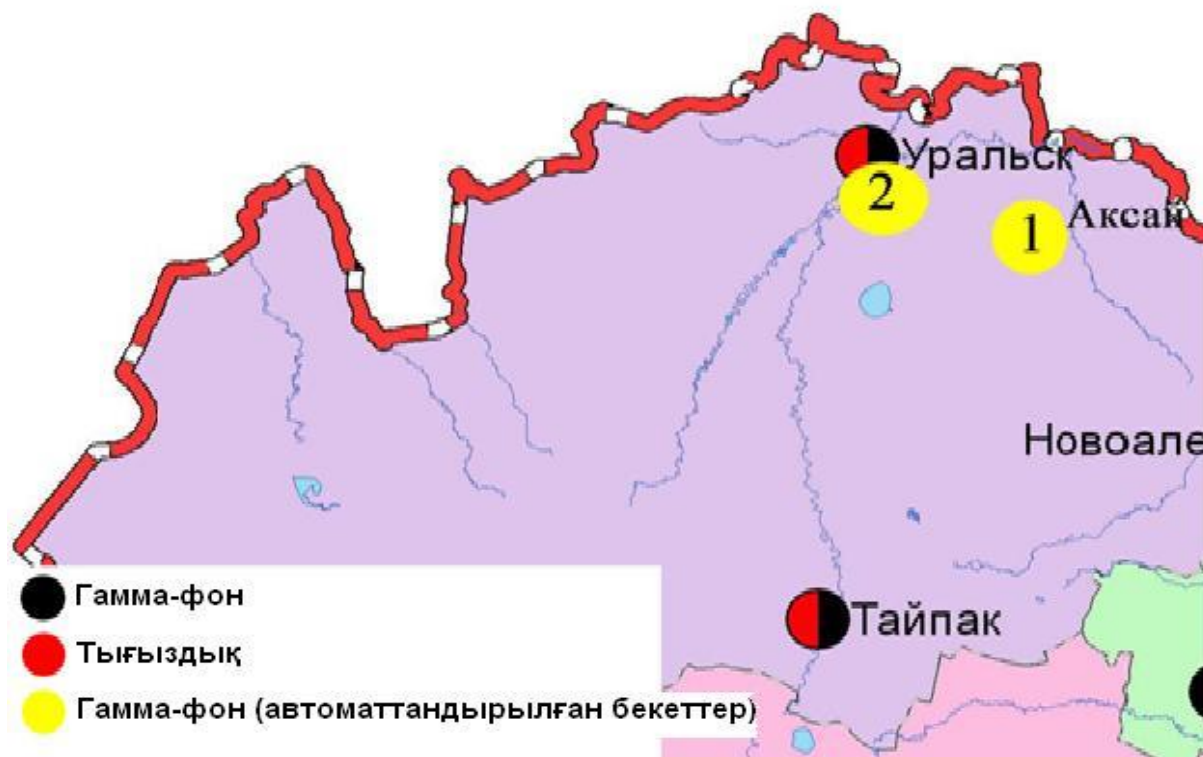 Уральск
2
1
Аксай
Новоале
Тайпак
Гамма-фон
Тығыздық
Гамма-фон (автоматтандырылған бекеттер)